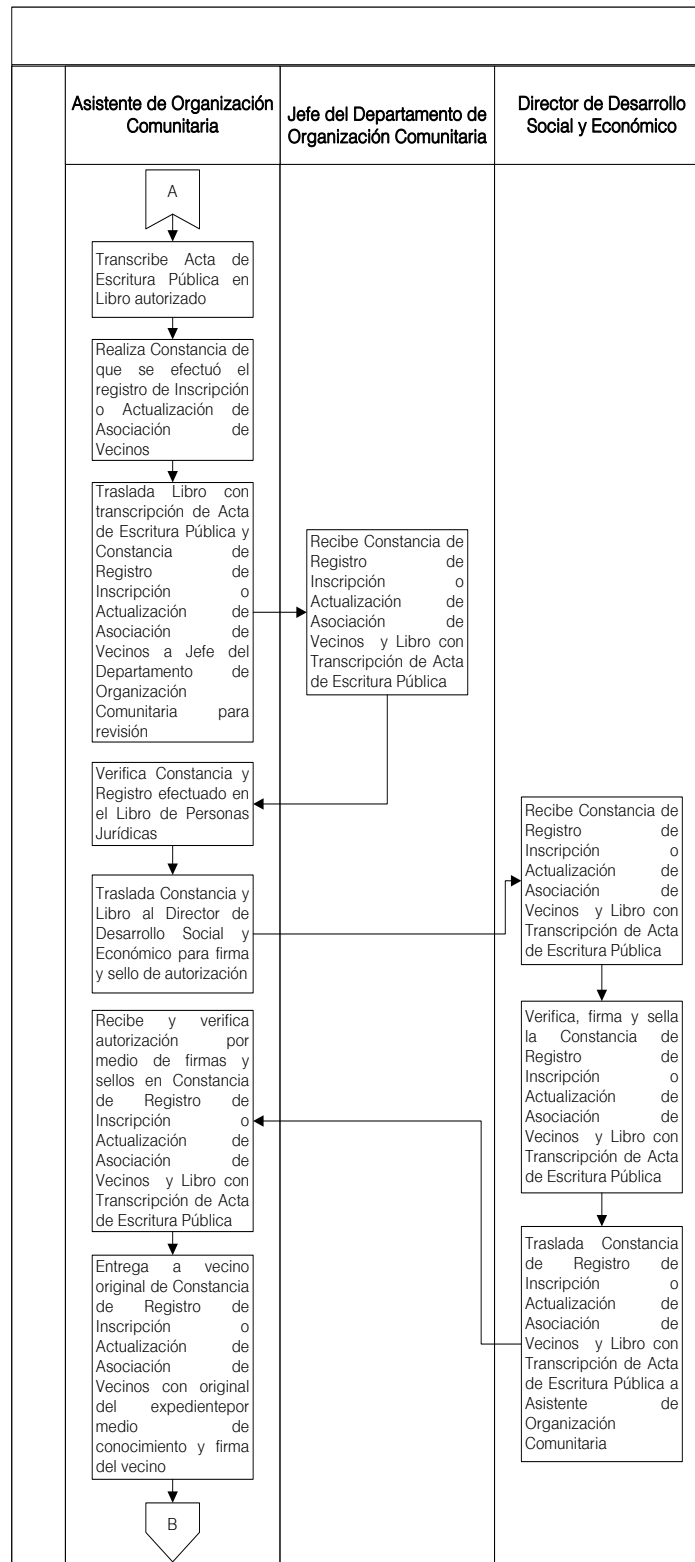 Asistente de Organización
Comunitaria
Jefe del Departamento de
Organización Comunitaria
Director de Desarrollo
Social y Económico
A
Transcribe Acta de
Escritura Pública en
Libro autorizado
Realiza Constancia de
que se efectuó el
registro de Inscripción
o Actualización de
Asociación de
Vecinos
Traslada Libro con
transcripción de Acta
de Escritura Pública y
Constancia de
Registro de
Inscripción o
Actualización de
Asociación de
Vecinos a Jefe del
Departamento de
Organización
Comunitaria para
revisión
Recibe Constancia de
Registro de
Inscripción o
Actualización de
Asociación de
Vecinos y Libro con
Transcripción de Acta
de Escritura Pública
Verifica Constancia y
Registro efectuado en
el Libro de Personas
Jurídicas
Traslada Constancia y
Libro al Director de
Desarrollo Social y
Económico para firma
y sello de autorización
Recibe Constancia de
Registro de
Inscripción o
Actualización de
Asociación de
Vecinos y Libro con
Transcripción de Acta
de Escritura Pública
Verifica, firma y sella
la Constancia de
Registro de
Inscripción o
Actualización de
Asociación de
Vecinos y Libro con
Transcripción de Acta
de Escritura Pública
Traslada Constancia
de Registro de
Inscripción o
Actualización de
Asociación de
Vecinos y Libro con
Transcripción de Acta
de Escritura Pública a
Asistente de
Organización
Comunitaria
Recibe y verifica
autorización por
medio de firmas y
sellos en Constancia
de Registro de
Inscripción o
Actualización de
Asociación de
Vecinos y Libro con
Transcripción de Acta
de Escritura Pública
Entrega a vecino
original de Constancia
de Registro de
Inscripción o
Actualización de
Asociación de
Vecinos con original
del expedientepor
medio de
conocimiento y firma
del vecino
B